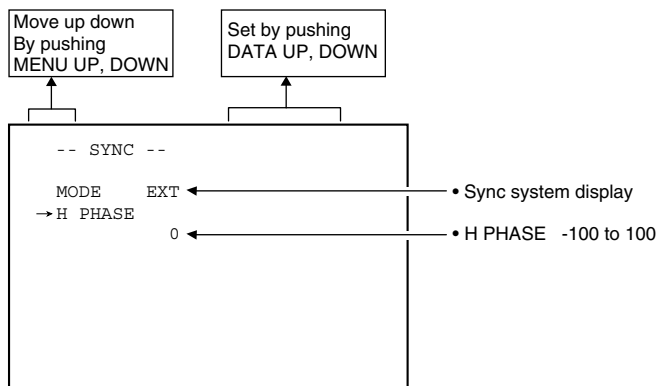 Move up down
By pushing
MENU UP, DOWN
Set by pushing
DATA UP, DOWN
-- SYNC --
MODE EXT
→H PHASE
0
• Sync system display
• H PHASE -100 to 100